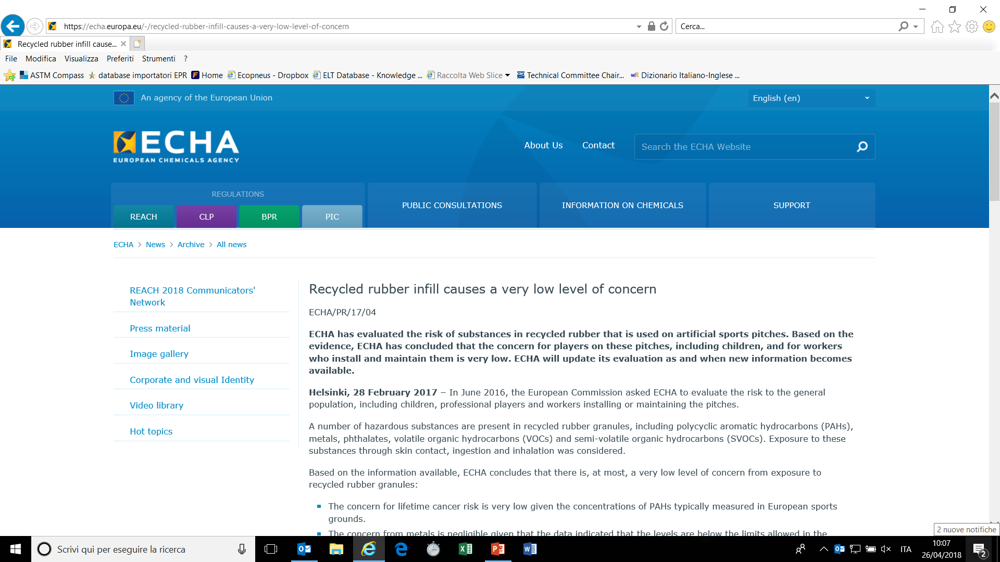 https://echa.europa.eu/-/recycled-rubber-infill-causes-a-very-low-level-of-concern
Cerca...
Recycled rubber infill cause...
File Modifica Visualizza Preferiti Strumenti ?
ASTM Compass database importatori EPR Home Ecopneus - Dropbox ELT Database - Knowledge ... Raccolta Web Slice Technical Committee Chair... Dizionario Italiano-Inglese ...
An agency of the European Union
English (en)
ECHA
EUROPEAN CHEMICALS AGENCY
About Us Contact Search the ECHA Website
REGULATIONS
REACH CLP BPR PIC
PUBLIC CONSULTATIONS INFORMATION ON CHEMICALS SUPPORT
ECHA > News > Archive > All news
REACH 2018 Communicators'
Network
Press material
Image gallery
Corporate and visual Identity
Video library
Hot topics
Recycled rubber infill causes a very low level of concern
ECHA/PR/17/04
ECHA has evaluated the risk of substances in recycled rubber that is used on artificial sports pitches. Based on the
evidence, ECHA has concluded that the concern for players on these pitches, including children, and for workers
who install and maintain them is very low. ECHA will update its evaluation as and when new information becomes
available.
Helsinki, 28 February 2017 – In June 2016, the European Commission asked ECHA to evaluate the risk to the general
population, including children, professional players and workers installing or maintaining the pitches.
A number of hazardous substances are present in recycled rubber granules, including polycyclic aromatic hydrocarbons (PAHs),
metals, phthalates, volatile organic hydrocarbons (VOCs) and semi-volatile organic hydrocarbons (SVOCs). Exposure to these
substances through skin contact, ingestion and inhalation was considered.
Based on the information available, ECHA concludes that there is, at most, a very low level of concern from exposure to
recycled rubber granules:
The concern for lifetime cancer risk is very low given the concentrations of PAHs typically measured in European sports
grounds.
The concern from metals is negligible given that the data indicated that the levels are below the limits allowed in the
2 nuove notifiche
Scrivi qui per eseguire la ricerca
ITA
10:07
26/04/2018
2